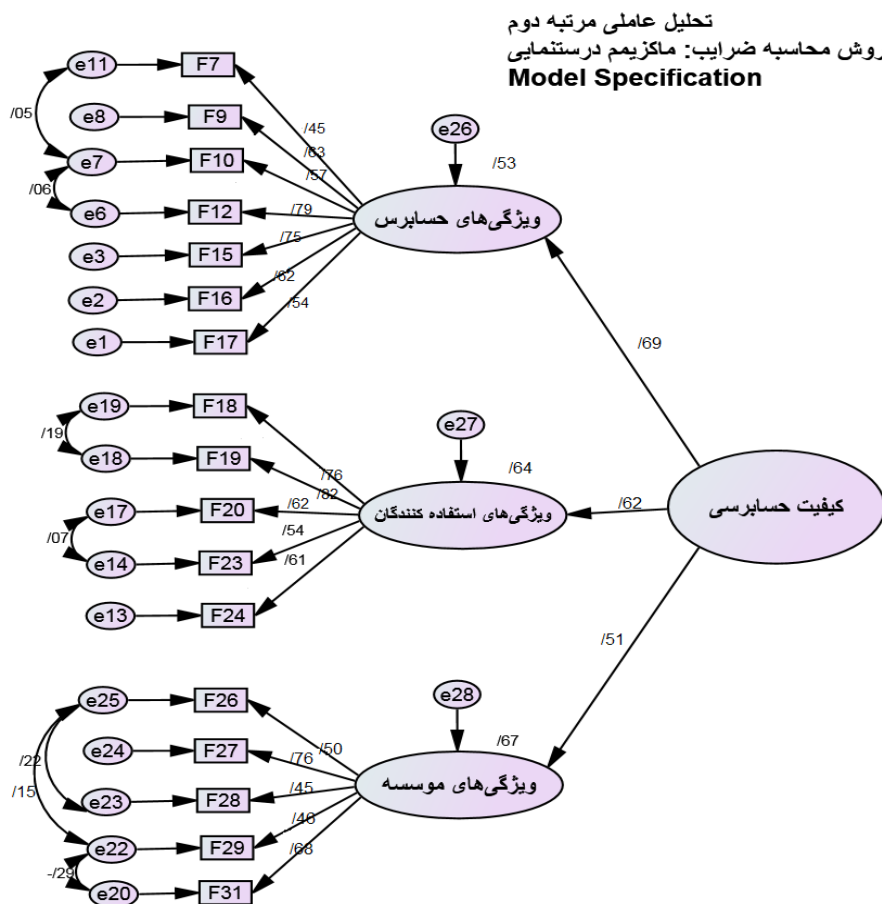 تحلیل عاملی مرتبه دوم
روش محاسبه ضرایب: ماکزیمم درستنمایی
Model Specification
e11
F7
/05
e8
F9
/45
e26
/63
e7
F10
/53
/57
/06
e6
F12
/79
ویژگی‌های حسابرس
e3
F15
/75
e2
F16
/62
/54
e1
F17
/69
e19
F18
e27
/19
e18
F19
/76
/64
/82
e17
F20
/62
ویژگی‌های استفاده کنندگان
/62
کیفیت حسابرسی
/07
/54
e14
F23
/61
e13
F24
/51
e25
F26
e28
/50
/67
e24
F27
/76
/22
ویژگی‌های موسسه
/15
e23
F28
/45
/46
e22
F29
/68
-/29
e20
F31